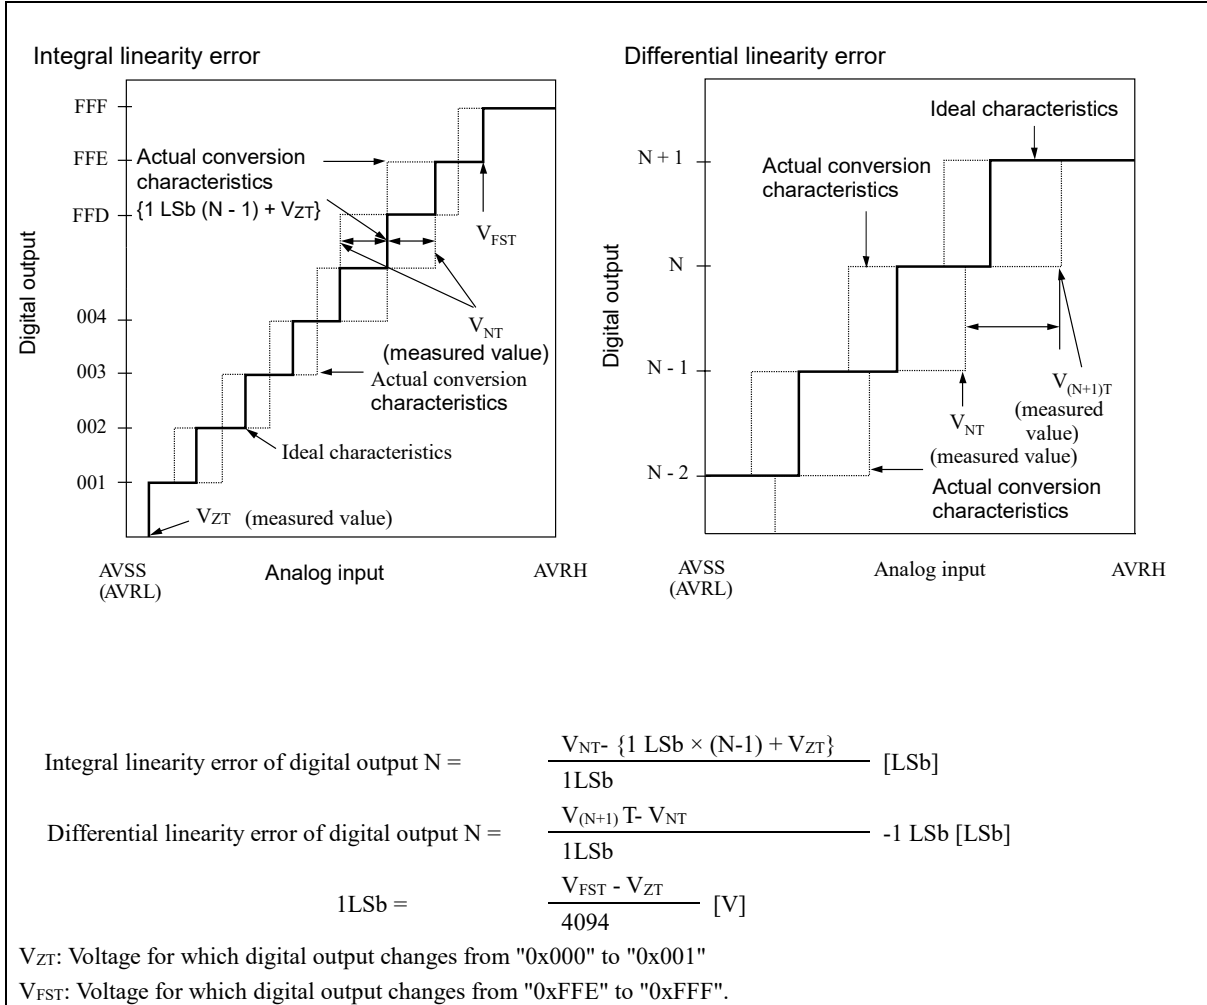 Integral linearity error
FFF
FFE
FFD
004
003
002
001
Digital output
Actual conversion
characteristics
{1 LSb (N - 1) + VZT}
VFST
VNT
(measured value)
Actual conversion
characteristics
Ideal characteristics
VZT (measured value)
AVSS
(AVRL)
Analog input
AVRH
Differential linearity error
N + 1
N
N - 1
N - 2
Digital output
Ideal characteristics
Actual conversion
characteristics
V(N+1)T
(measured
value)
VNT
(measured value)
Actual conversion
characteristics
AVSS
(AVRL)
Analog input
AVRH
Integral linearity error of digital output N =
VNT- {1 LSb × (N-1) + VZT}
1LSb
[LSb]
Differential linearity error of digital output N =
V(N+1) T- VNT
1LSb
-1 LSb [LSb]
1LSb =
VFST - VZT
4094
[V]
VZT: Voltage for which digital output changes from "0x000" to "0x001"
VFST: Voltage for which digital output changes from "0xFFE" to "0xFFF".